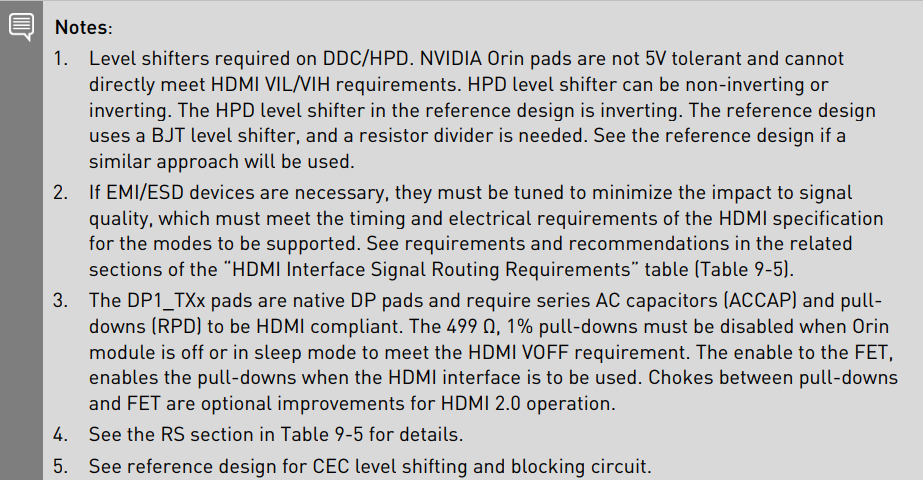 Notes:
1. Level shifters required on DDC/HPD. NVIDIA Orin pads are not 5V tolerant and cannot
directly meet HDMI VIL/VIH requirements. HPD level shifter can be non-inverting or
inverting. The HPD level shifter in the reference design is inverting. The reference design
uses a BJT level shifter, and a resistor divider is needed. See the reference design if a
similar approach will be used.
2. If EMI/ESD devices are necessary, they must be tuned to minimize the impact to signal
quality, which must meet the timing and electrical requirements of the HDMI specification
for the modes to be supported. See requirements and recommendations in the related
sections of the “HDMI Interface Signal Routing Requirements” table (Table 9-5).
3. The DP1_TXx pads are native DP pads and require series AC capacitors (ACCAP) and pull-
downs (RPD) to be HDMI compliant. The 499 Ω, 1% pull-downs must be disabled when Orin
module is off or in sleep mode to meet the HDMI VOFF requirement. The enable to the FET,
enables the pull-downs when the HDMI interface is to be used. Chokes between pull-downs
and FET are optional improvements for HDMI 2.0 operation.
4. See the RS section in Table 9-5 for details.
5. See reference design for CEC level shifting and blocking circuit.